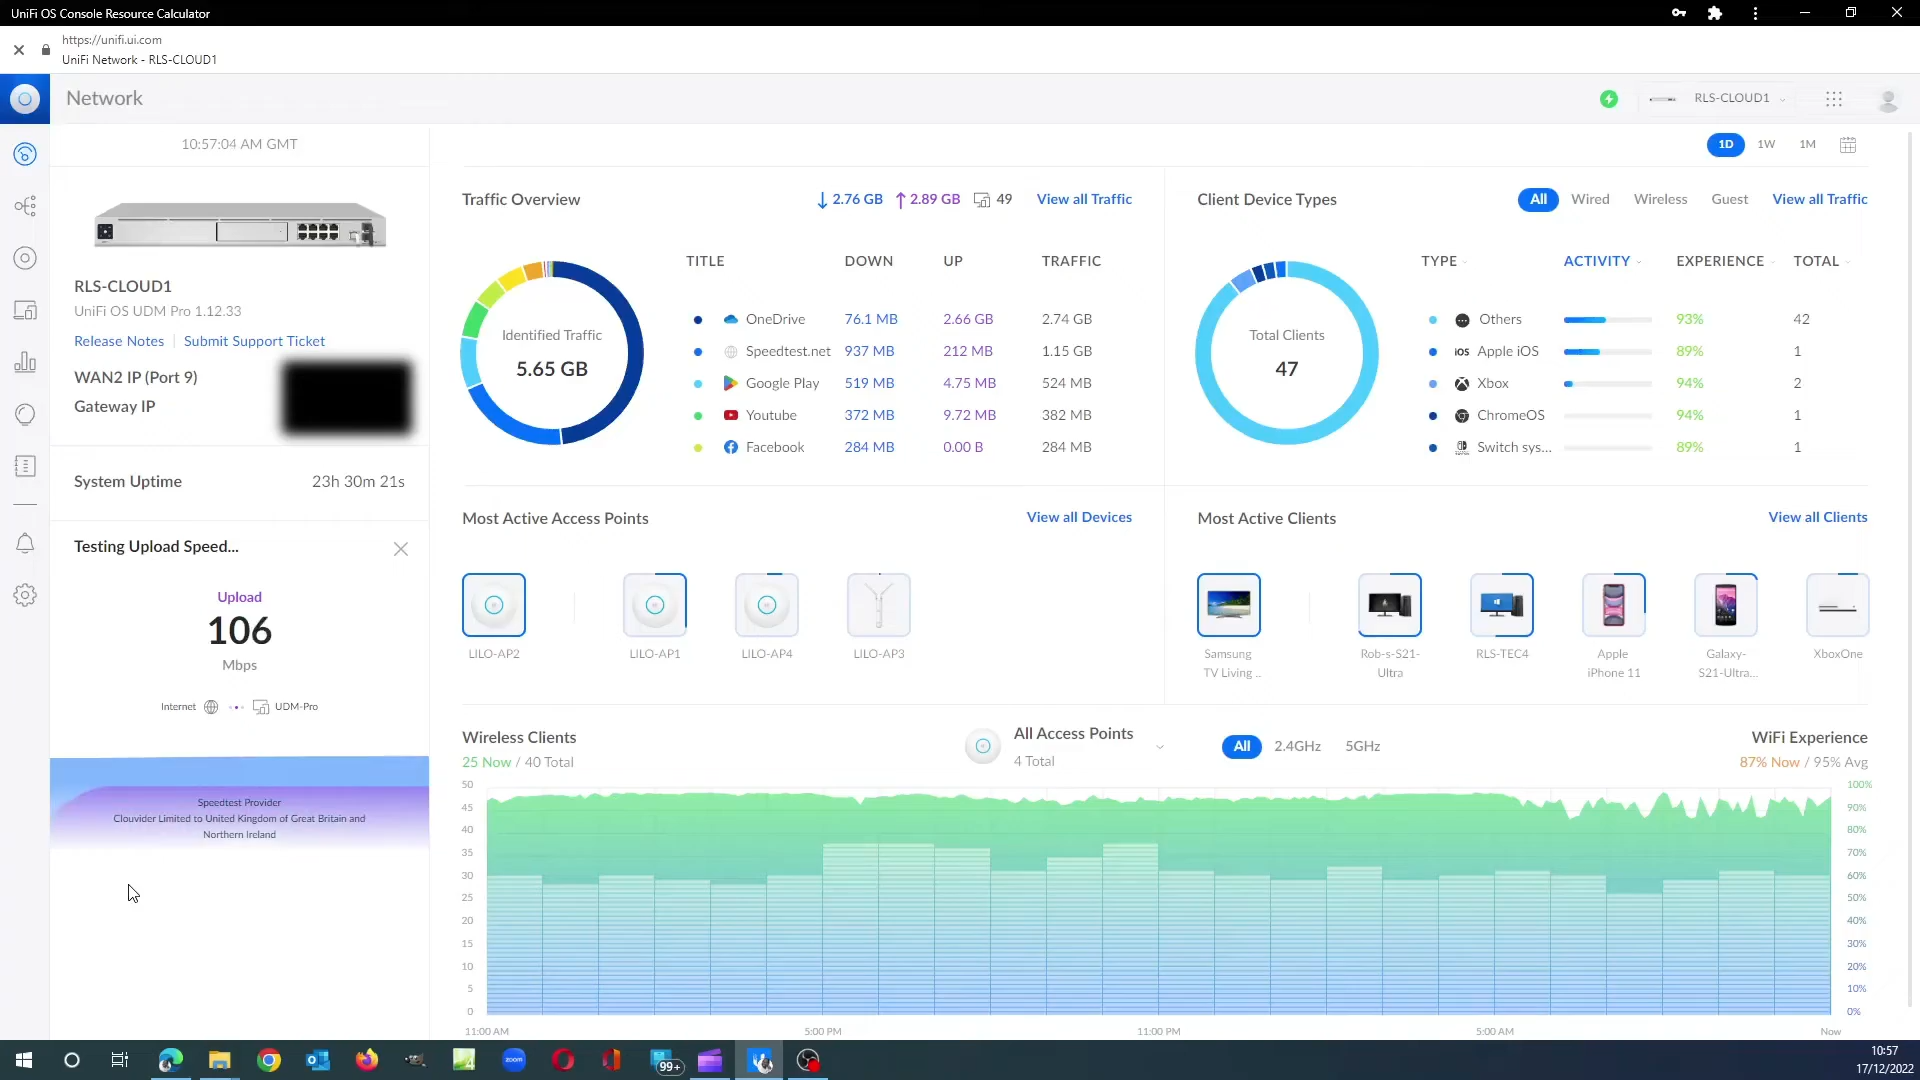 UniFi OS Console Resource Calculator
https://unifi.ui.com
UniFi Network - RLS-CLOUD1
Network
RLS-CLOUD1
10:57:04 AM GMT
1D 1W 1M
RLS-CLOUD1
UniFi OS UDM Pro 1.12.33
Release Notes Submit Support Ticket
WAN2 IP (Port 9)
Gateway IP
System Uptime 23h 30m 21s
Testing Upload Speed...
Upload
106
Mbps
Internet UDM-Pro
Speedtest Provider
Clouvider Limited to United Kingdom of Great Britain and
Northern Ireland
Traffic Overview 2.76 GB 2.89 GB 49 View all Traffic
Identified Traffic
5.65 GB
TITLE DOWN UP TRAFFIC
OneDrive 76.1 MB 2.66 GB 2.74 GB
Speedtest.net 937 MB 212 MB 1.15 GB
Google Play 519 MB 4.75 MB 524 MB
Youtube 372 MB 9.72 MB 382 MB
Facebook 284 MB 0.00 B 284 MB
Client Device Types All Wired Wireless Guest View all Traffic
Total Clients
47
TYPE ACTIVITY EXPERIENCE TOTAL
Others 93% 42
iOS Apple iOS 89% 1
Xbox 94% 2
ChromeOS 94% 1
Switch sys... 89% 1
Most Active Access Points View all Devices
LILO-AP2 LILO-AP1 LILO-AP4 LILO-AP3
Most Active Clients View all Clients
Samsung
TV Living ..
Rob-s-S21-
Ultra
RLS-TEC4
Apple
iPhone 11
Galaxy-
S21-Ultra...
XboxOne
Wireless Clients
25 Now / 40 Total
All Access Points
4 Total
All 2.4GHz 5GHz
WiFi Experience
87% Now / 95% Avg
50 100%
45 90%
40 80%
35 70%
30 60%
25 50%
20 40%
15 30%
10 20%
5 10%
0 0%
11:00 AM 5:00 PM 11:00 PM 5:00 AM Now
zoom
99+
10:57
17/12/2022